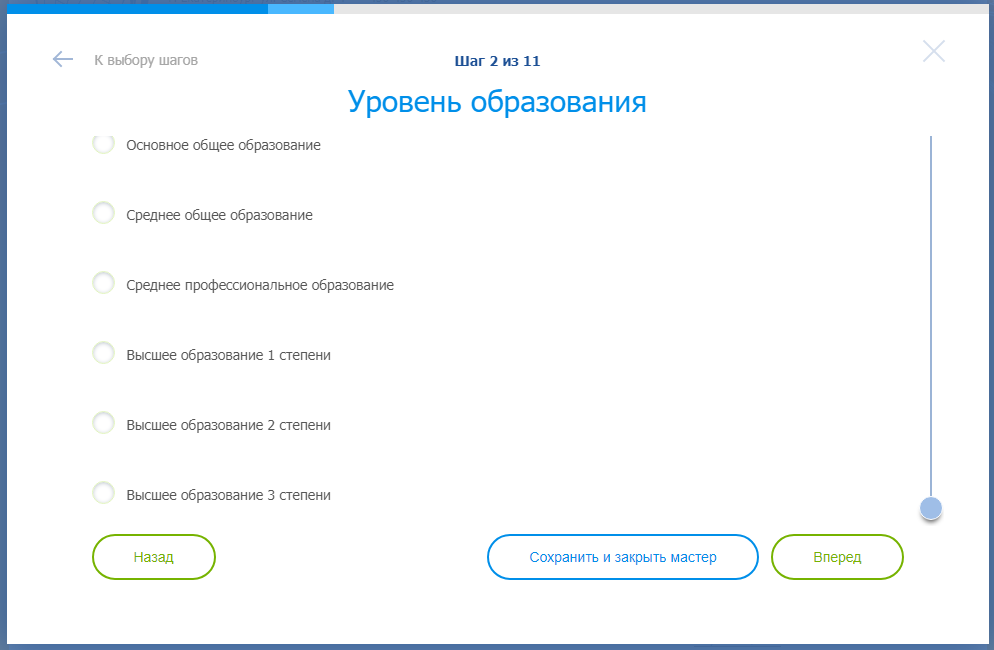 К выбору шагов
Шаг 2 из 11
Уровень образования
Основное общее образование
Среднее общее образование
Среднее профессиональное образование
Высшее образование 1 степени
Высшее образование 2 степени
Высшее образование 3 степени
Назад
Сохранить и закрыть мастер
Вперед